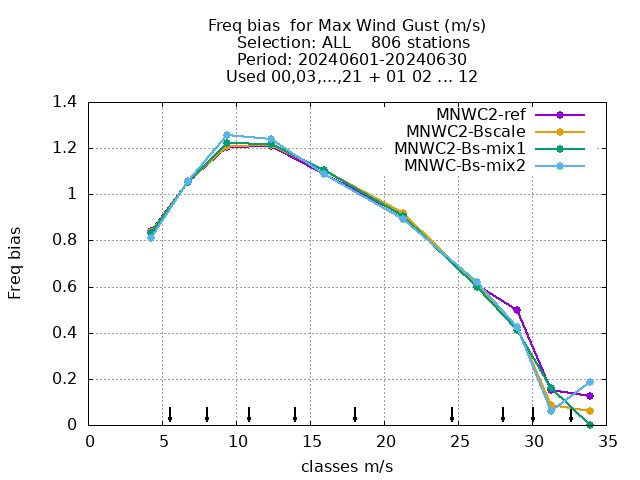 Freq bias  for Max Wind Gust (m/s)
Selection: ALL    806 stations
Period: 20240601-20240630
Used 00,03,...,21 + 01 02 ... 12
MNWC2-ref
MNWC2-Bscale
MNWC2-Bs-mix1
MNWC-Bs-mix2
Freq bias
1.4
1.2
1
0.8
0.6
0.4
0.2
0
0 5 10 15 20 25 30 35
classes m/s